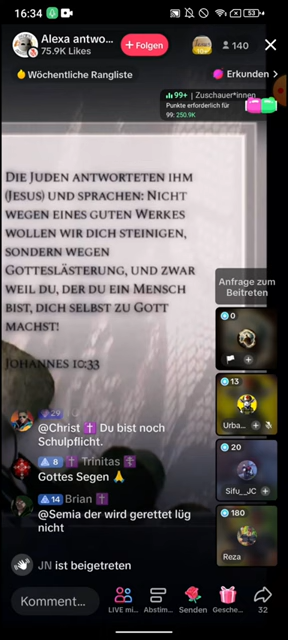 16:34
53
Alexa antwo...
75.9K Likes
+ Folgen
140
Wöchentliche Rangliste
Erkunden >
99+ | Zuschauer*innen
Punkte erforderlich für
99: 250.9K
Die Juden antworteten ihm
(Jesus) und sprachen: Nicht
wegen eines guten Werkes
wollen wir dich steinigen,
sondern wegen
Gotteslästerung, und zwar
weil du, der du ein Mensch
bist, dich selbst zu Gott
machst!
Johannes 10:33
Anfrage zum
Beitreten
0
13
Urba...
20
Sifu_JC
180
Reza
29
@Christ ✝️ Du bist noch
Schulpflicht.
8 ✝️ Trinitas ☦️
Gottes Segen 🙏
14 Brian ✝️
@Semia der wird gerettet lüg
nicht
JN ist beigetreten
Komment...
LIVE mi...
Abstim...
Senden
Gesche...
32